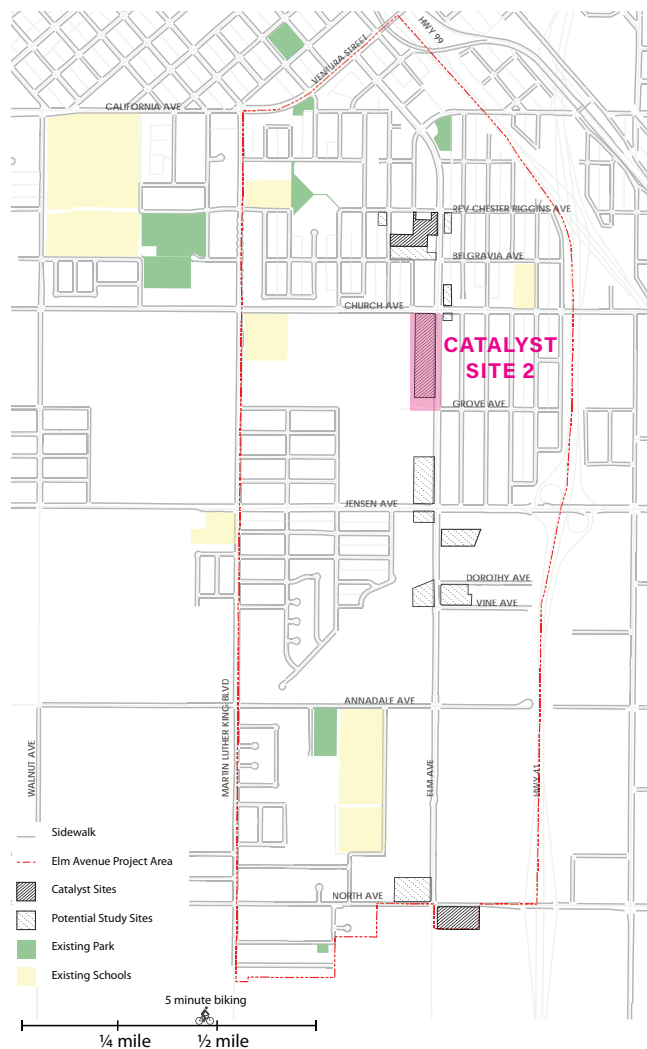 HWY 99
VENTURA STREET
CALIFORNIA AVE
REV CHESTER RIGGINS AVE
BELGRAVIA AVE
CHURCH AVE
CATALYST
SITE 2
GROVE AVE
JENSEN AVE
DOROTHY AVE
VINE AVE
ANNADALE AVE
WALNUT AVE
MARTIN LUTHER KING BLVD
ELM AVE
HWY 41
NORTH AVE
Sidewalk
Elm Avenue Project Area
Catalyst Sites
Potential Study Sites
Existing Park
Existing Schools
5 minute biking
¼ mile
½ mile